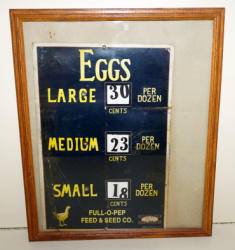 EGGS
LARGE 30 CENTS PER DOZEN
MEDIUM 23 CENTS PER DOZEN
SMALL 18 CENTS PER DOZEN
FULL-O-PEP
FEED & SEED CO.